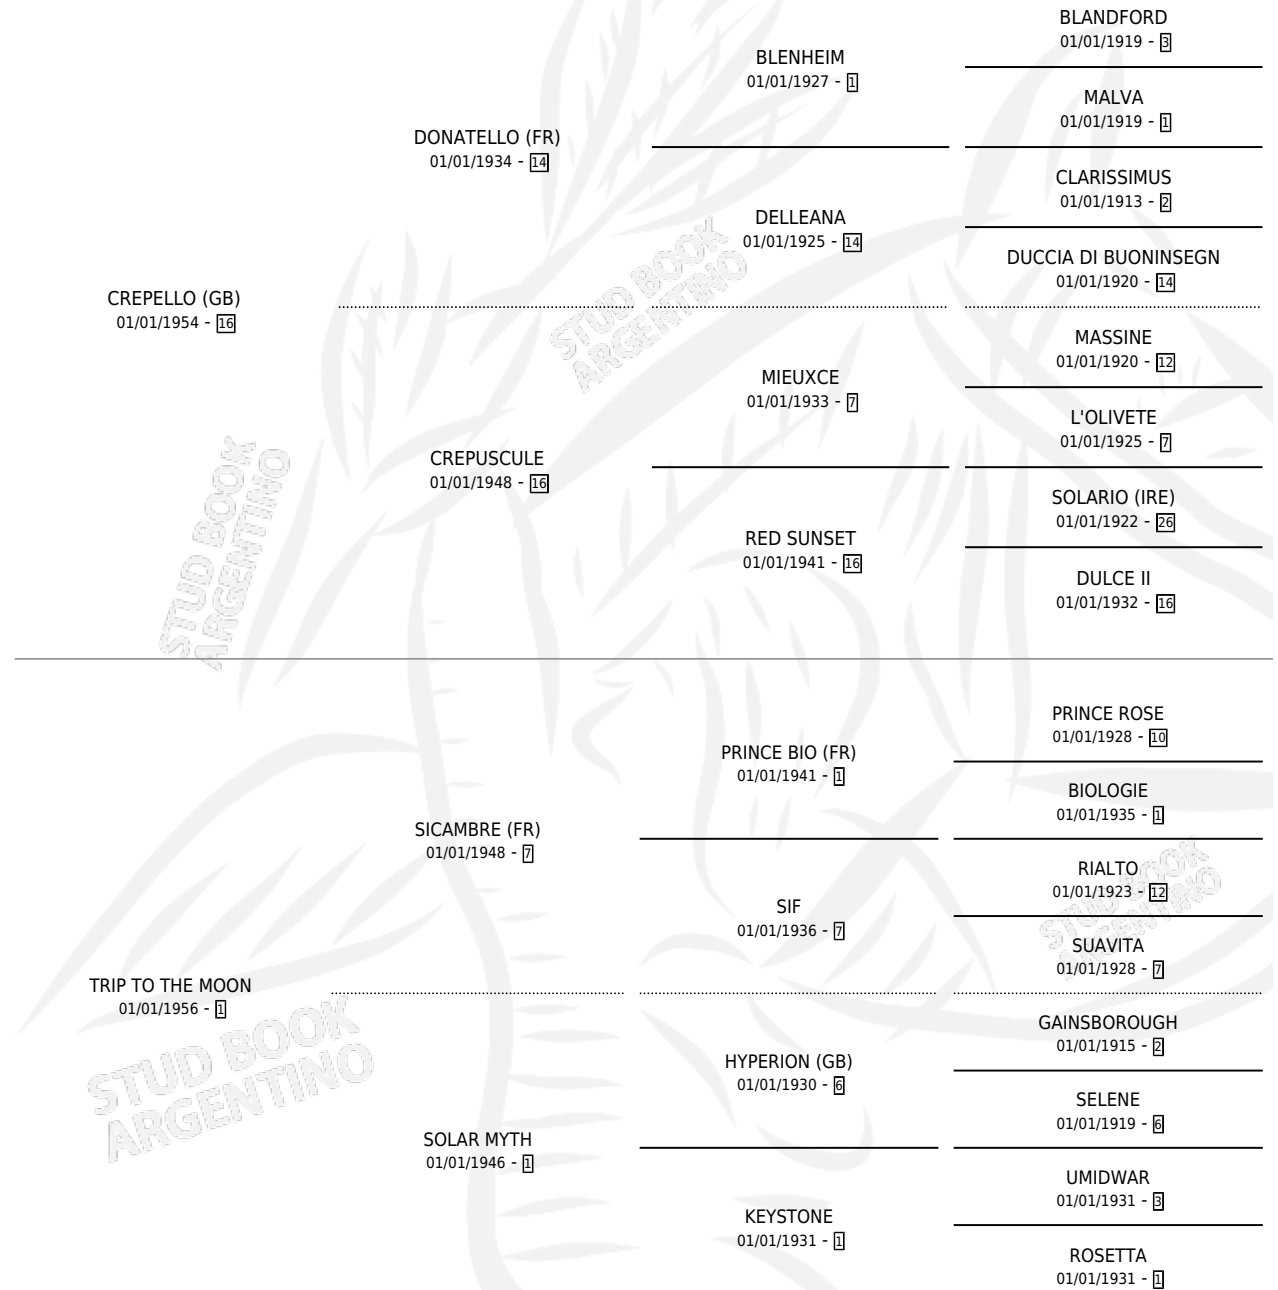 BLANDFORD
01/01/1919 - 3
BLENHEIM
01/01/1927 - 1
MALVA
01/01/1919 - 1
DONATELLO (FR)
01/01/1934 - 14
CLARISSIMUS
01/01/1913 - 2
DELLEANA
01/01/1925 - 14
DUCCIA DI BUONINSEGN
01/01/1920 - 14
CREPELLO (GB)
01/01/1954 - 16
STUD BOOK
ARGENTINO
MASSINE
01/01/1920 - 12
MIEUXCE
01/01/1933 - 7
L'OLIVETE
01/01/1925 - 7
CREPUSCULE
01/01/1948 - 16
SOLARIO (IRE)
01/01/1922 - 26
RED SUNSET
01/01/1941 - 16
DULCE II
01/01/1932 - 16
STUD BOOK
ARGENTINO
PRINCE ROSE
01/01/1928 - 10
PRINCE BIO (FR)
01/01/1941 - 1
BIOLOGIE
01/01/1935 - 1
SICAMBRE (FR)
01/01/1948 - 7
RIALTO
01/01/1923 - 12
SIF
01/01/1936 - 7
SUAVITA
01/01/1928 - 7
STUD BOOK
ARGENTINO
TRIP TO THE MOON
01/01/1956 - 1
GAINSBOROUGH
01/01/1915 - 2
HYPERION (GB)
01/01/1930 - 6
SELENE
01/01/1919 - 6
STUD BOOK
ARGENTINO
SOLAR MYTH
01/01/1946 - 1
UMIDWAR
01/01/1931 - 3
KEYSTONE
01/01/1931 - 1
ROSETTA
01/01/1931 - 1